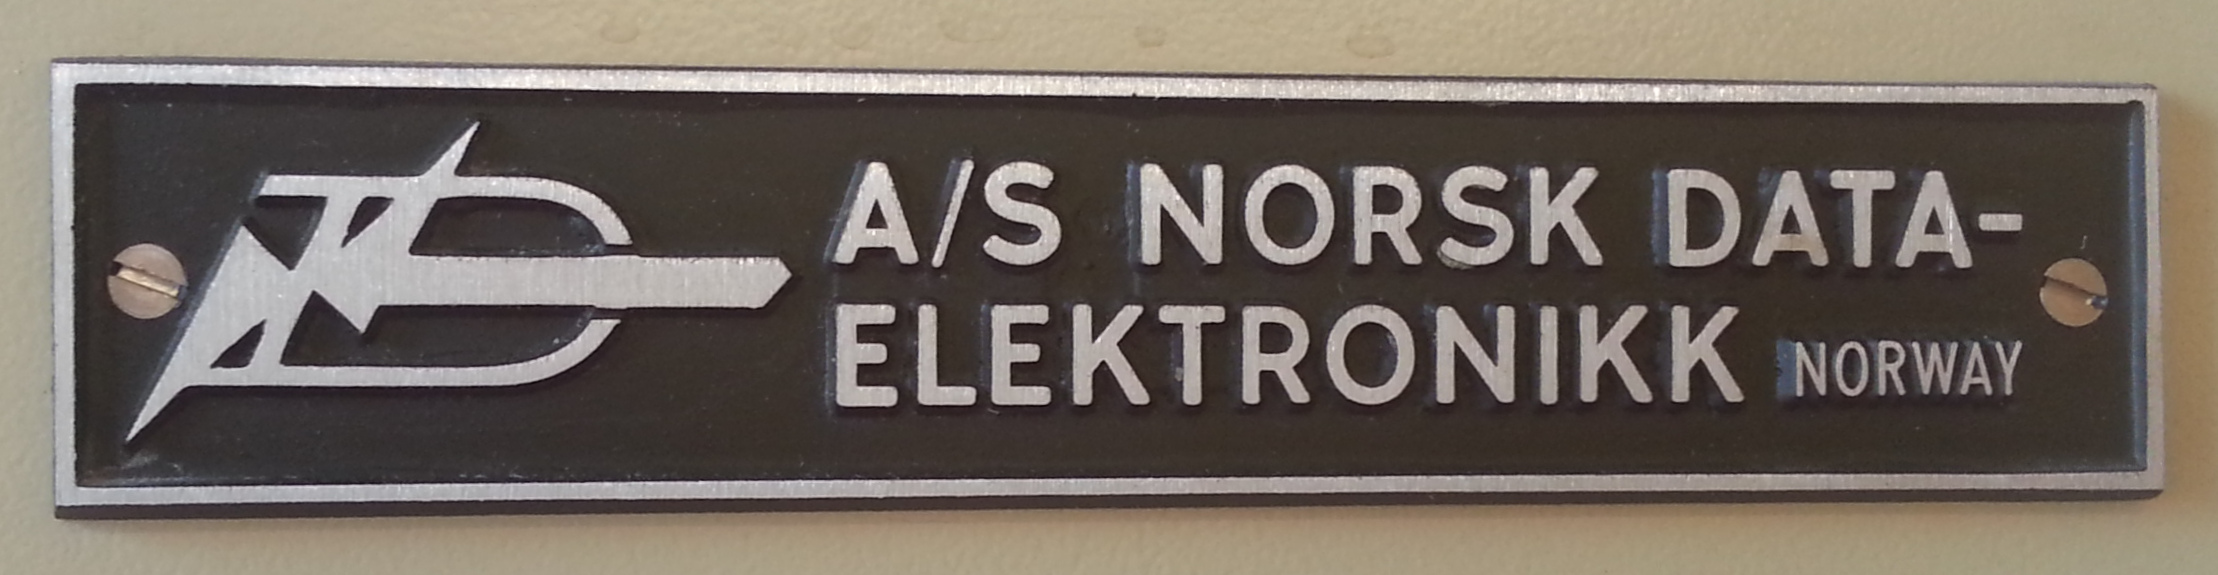 A/S NORSK DATA-
ELEKTRONIKK NORWAY